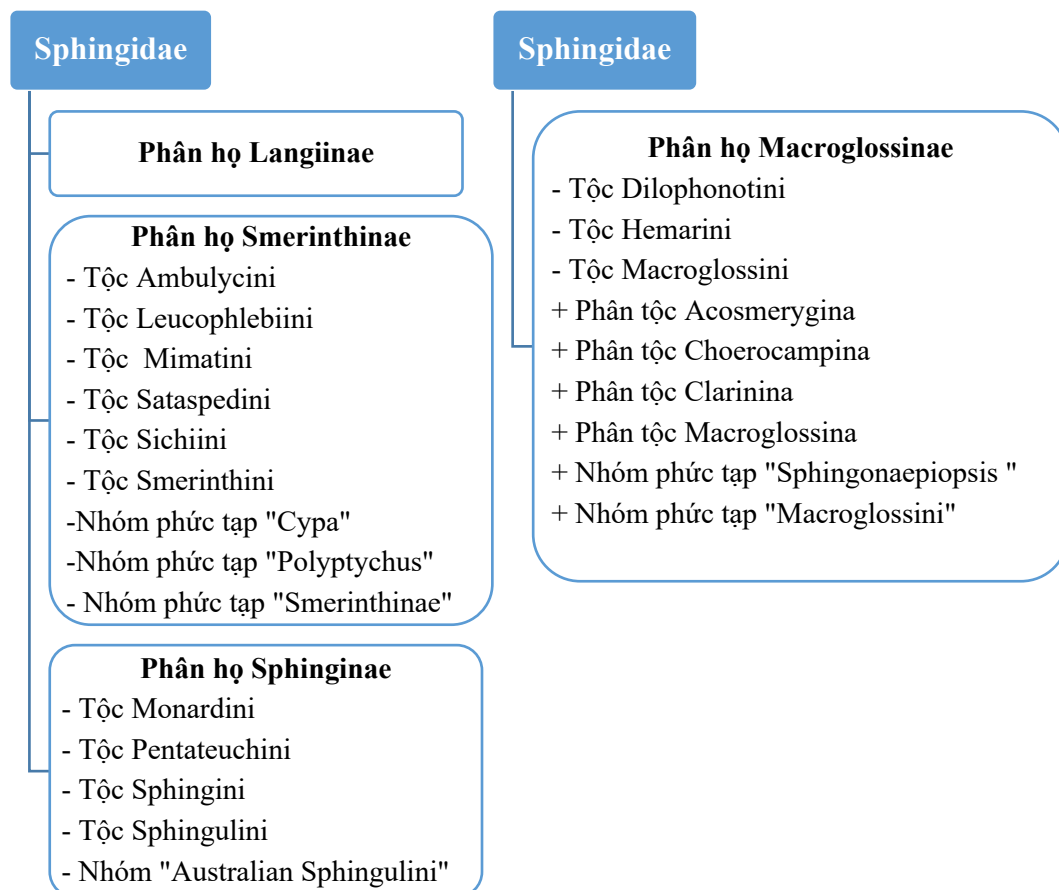 Sphingidae
Phân họ Langiinae
Phân họ Smerinthinae
- Tộc Ambulycini
- Tộc Leucophlebiini
- Tộc  Mimatini
- Tộc Sataspedini
- Tộc Sichiini
- Tộc Smerinthini
-Nhóm phức tạp "Cypa"
-Nhóm phức tạp "Polyptychus"
- Nhóm phức tạp "Smerinthinae"
Phân họ Sphinginae
- Tộc Monardini
- Tộc Pentateuchini
- Tộc Sphingini
- Tộc Sphingulini
- Nhóm "Australian Sphingulini"
Sphingidae
Phân họ Macroglossinae
- Tộc Dilophonotini
- Tộc Hemarini
- Tộc Macroglossini
+ Phân tộc Acosmerygina
+ Phân tộc Choerocampina
+ Phân tộc Clarinina
+ Phân tộc Macroglossina
+ Nhóm phức tạp "Sphingonaepiopsis "
+ Nhóm phức tạp "Macroglossini"